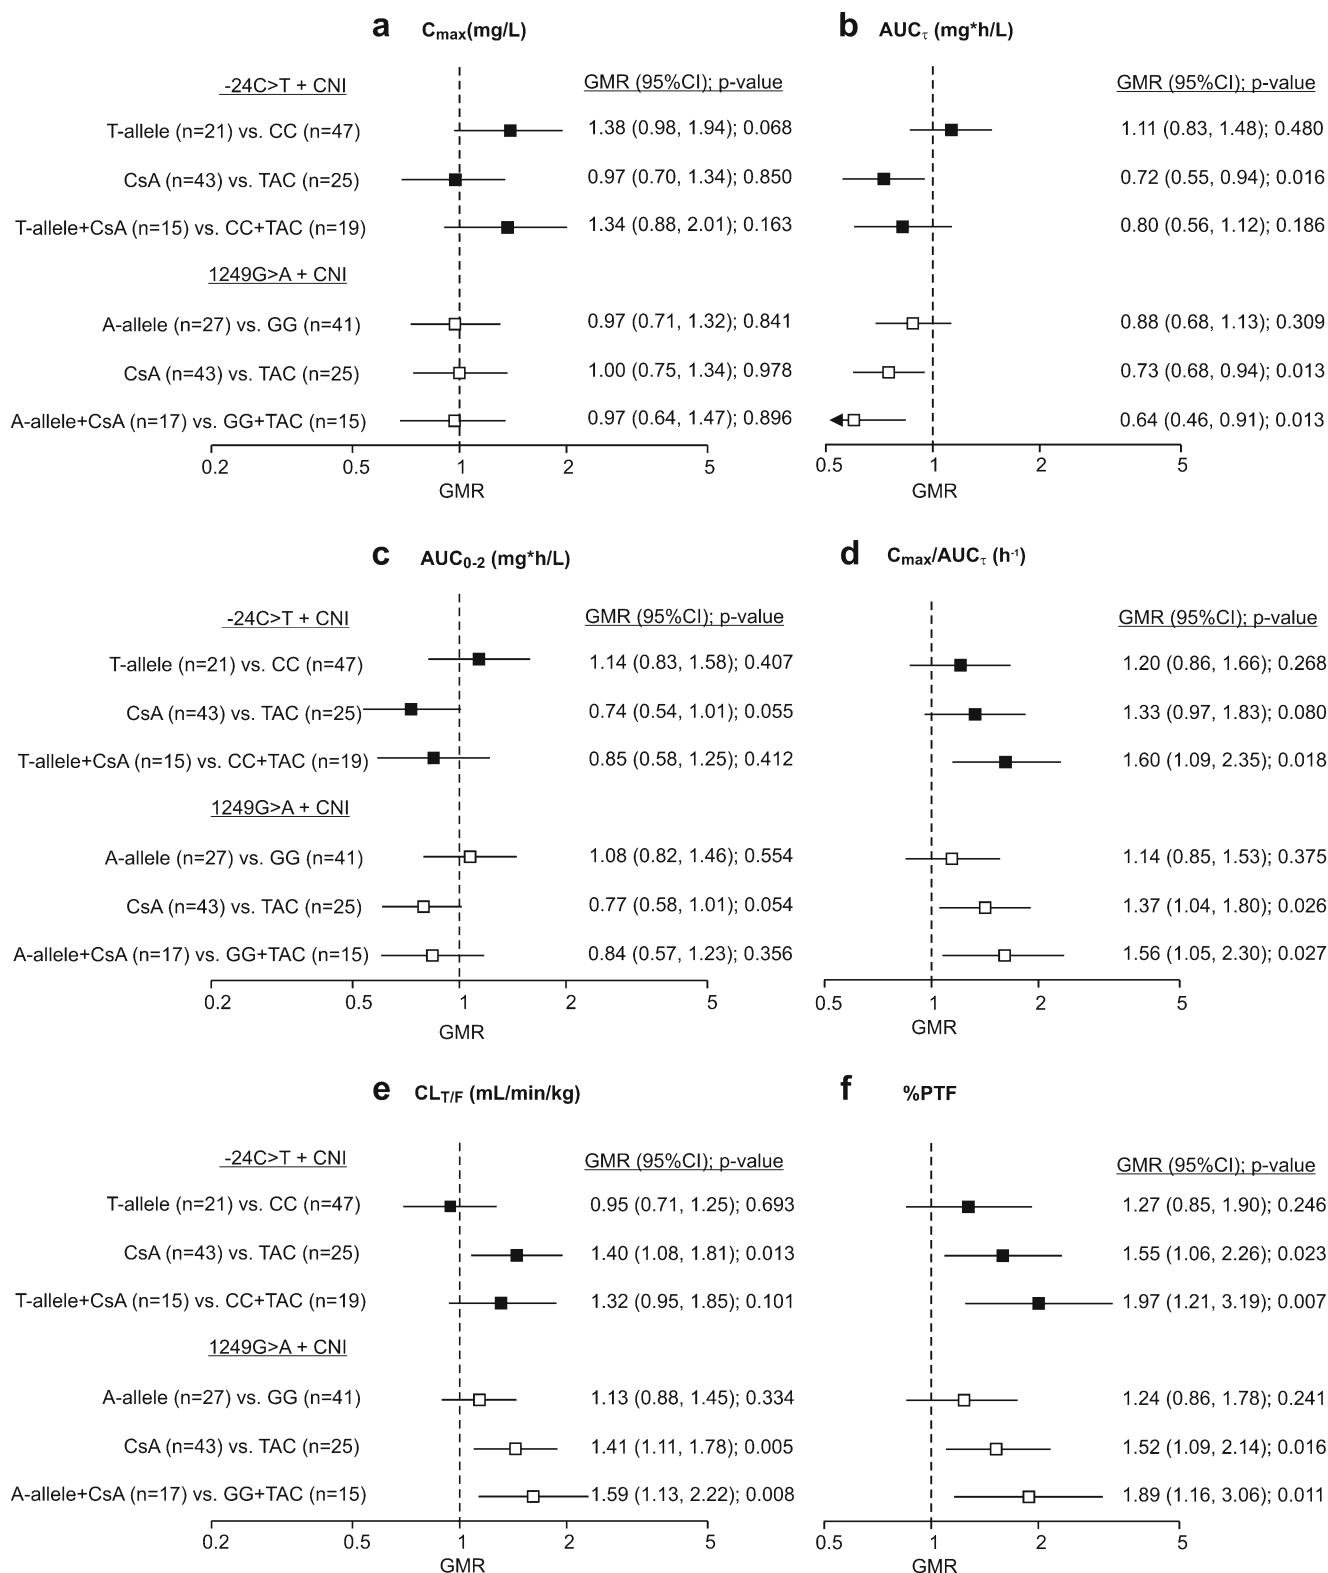 a C_max(mg/L)
-24C>T + CNI GMR (95%CI); p-value
T-allele (n=21) vs. CC (n=47) 1.38 (0.98, 1.94); 0.068
CsA (n=43) vs. TAC (n=25) 0.97 (0.70, 1.34); 0.850
T-allele+CsA (n=15) vs. CC+TAC (n=19) 1.34 (0.88, 2.01); 0.163
1249G>A + CNI
A-allele (n=27) vs. GG (n=41) 0.97 (0.71, 1.32); 0.841
CsA (n=43) vs. TAC (n=25) 1.00 (0.75, 1.34); 0.978
A-allele+CsA (n=17) vs. GG+TAC (n=15) 0.97 (0.64, 1.47); 0.896
0.2 0.5 1 2 5
GMR
b AUCτ (mg*h/L)
GMR (95%CI); p-value
1.11 (0.83, 1.48); 0.480
0.72 (0.55, 0.94); 0.016
0.80 (0.56, 1.12); 0.186
0.88 (0.68, 1.13); 0.309
0.73 (0.68, 0.94); 0.013
0.64 (0.46, 0.91); 0.013
0.5 1 2 5
GMR
c AUC0-2 (mg*h/L)
-24C>T + CNI GMR (95%CI); p-value
T-allele (n=21) vs. CC (n=47) 1.14 (0.83, 1.58); 0.407
CsA (n=43) vs. TAC (n=25) 0.74 (0.54, 1.01); 0.055
T-allele+CsA (n=15) vs. CC+TAC (n=19) 0.85 (0.58, 1.25); 0.412
1249G>A + CNI
A-allele (n=27) vs. GG (n=41) 1.08 (0.82, 1.46); 0.554
CsA (n=43) vs. TAC (n=25) 0.77 (0.58, 1.01); 0.054
A-allele+CsA (n=17) vs. GG+TAC (n=15) 0.84 (0.57, 1.23); 0.356
0.2 0.5 1 2 5
GMR
d Cmax/AUCτ (h-1)
GMR (95%CI); p-value
1.20 (0.86, 1.66); 0.268
1.33 (0.97, 1.83); 0.080
1.60 (1.09, 2.35); 0.018
1.14 (0.85, 1.53); 0.375
1.37 (1.04, 1.80); 0.026
1.56 (1.05, 2.30); 0.027
0.5 1 2 5
GMR
e CLT/F (mL/min/kg)
-24C>T + CNI GMR (95%CI); p-value
T-allele (n=21) vs. CC (n=47) 0.95 (0.71, 1.25); 0.693
CsA (n=43) vs. TAC (n=25) 1.40 (1.08, 1.81); 0.013
T-allele+CsA (n=15) vs. CC+TAC (n=19) 1.32 (0.95, 1.85); 0.101
1249G>A + CNI
A-allele (n=27) vs. GG (n=41) 1.13 (0.88, 1.45); 0.334
CsA (n=43) vs. TAC (n=25) 1.41 (1.11, 1.78); 0.005
A-allele+CsA (n=17) vs. GG+TAC (n=15) 1.59 (1.13, 2.22); 0.008
0.2 0.5 1 2 5
GMR
f %PTF
GMR (95%CI); p-value
1.27 (0.85, 1.90); 0.246
1.55 (1.06, 2.26); 0.023
1.97 (1.21, 3.19); 0.007
1.24 (0.86, 1.78); 0.241
1.52 (1.09, 2.14); 0.016
1.89 (1.16, 3.06); 0.011
0.5 1 2 5
GMR